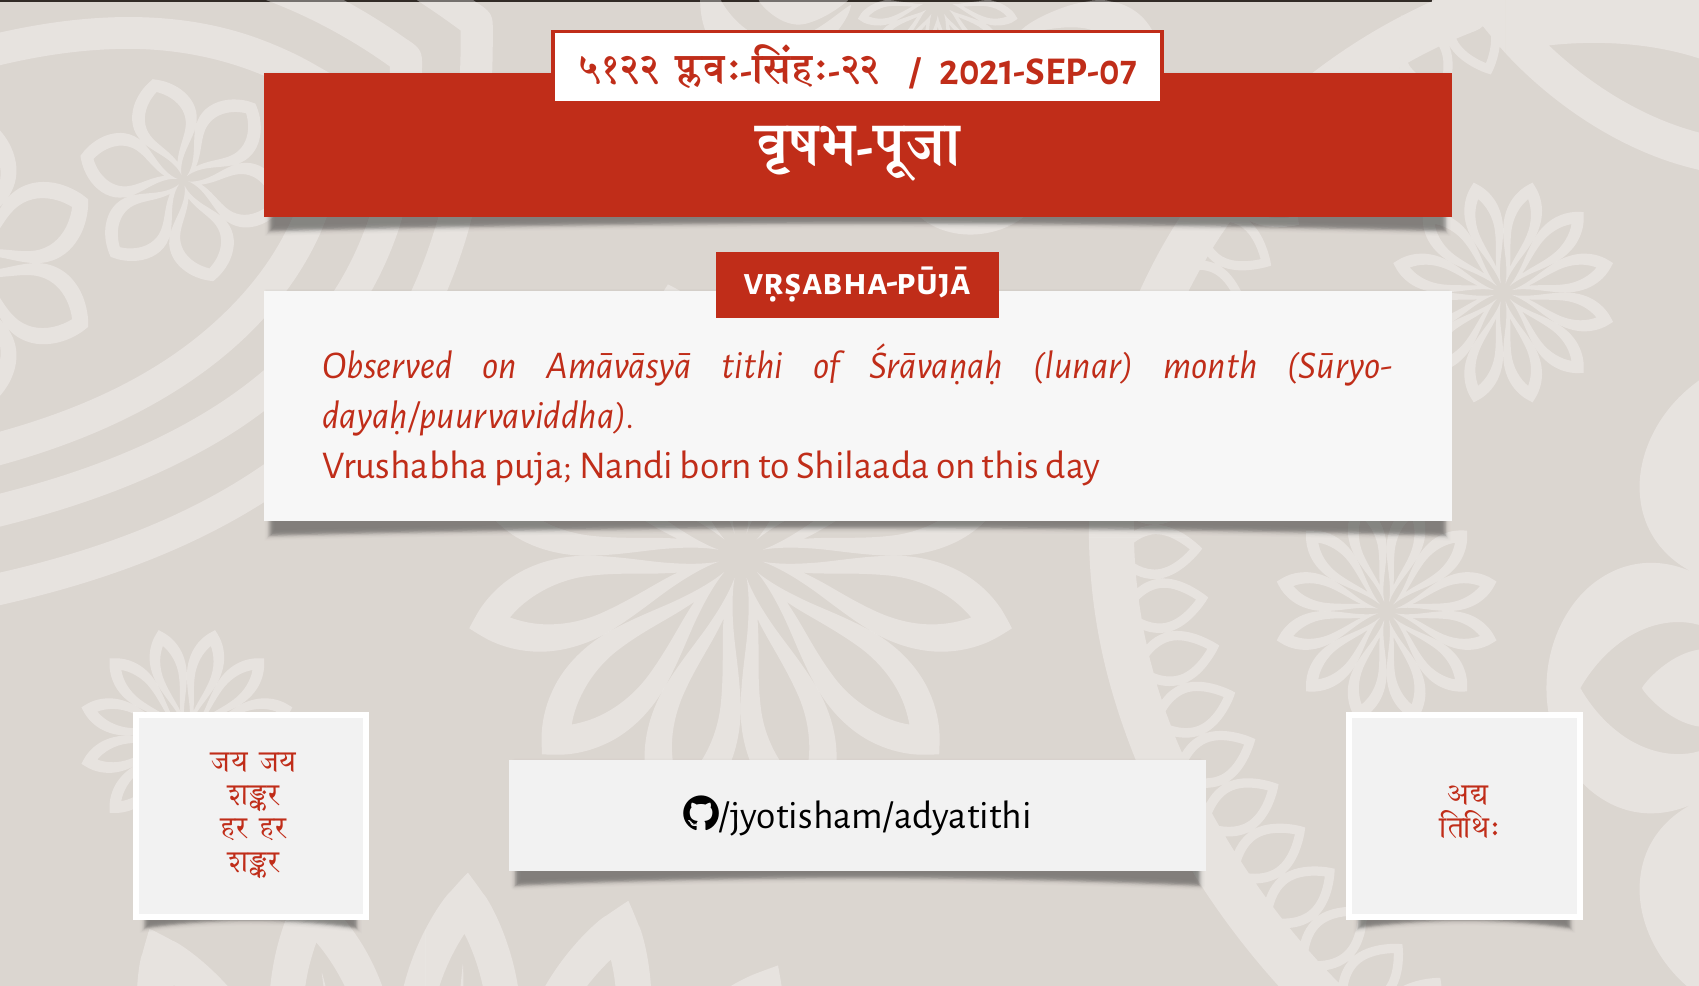 ५१२२ प्लवः-सिंहः-२२ / 2021-SEP-07
वृषभ-पूजा
VṚṢABHA-PŪJĀ
Observed on Amāvāsyā tithi of Śrāvaṇaḥ (lunar) month (Sūryo-
dayaḥ/puurvaviddha).
Vrushabha puja; Nandi born to Shilaada on this day
जय जय
शङ्कर
हर हर
शङ्कर
/jyotisham/adyatithi
अद्य
तिथिः